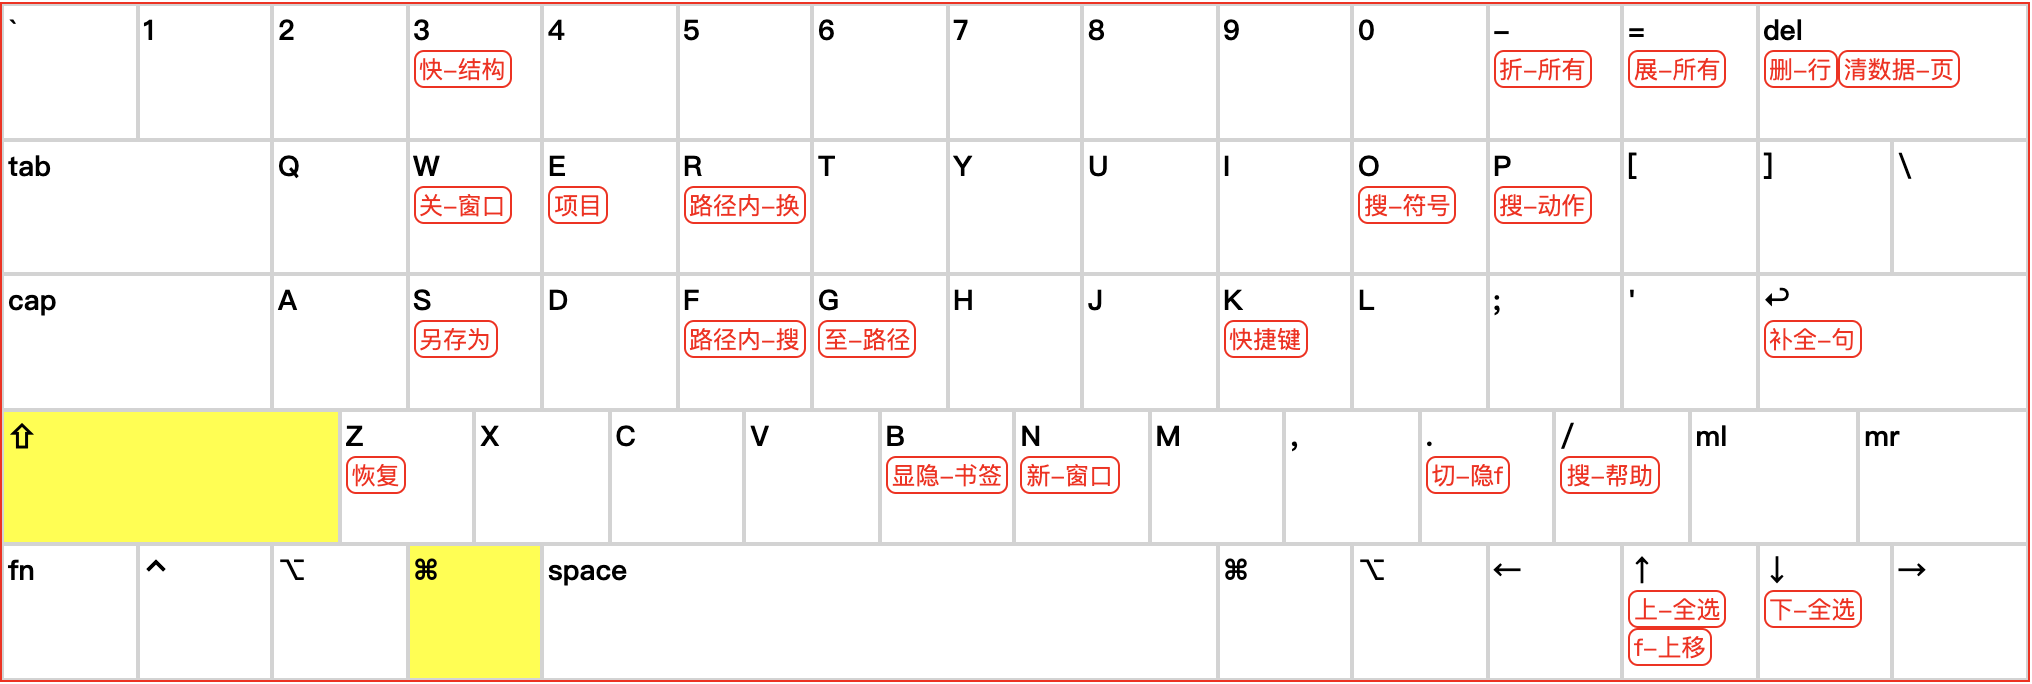 ` 1 2 3 4 5 6 7 8 9 0 – = del
快–结构 折–所有 展–所有 删–行 清数据–页
tab Q W E R T Y U I O P [ ] \
关–窗口 项目 路径内–换 搜–符号 搜–动作
cap A S D F G H J K L ; ' ↩
另存为 路径内–搜 至–路径 快捷键 补全–句
⇧ Z X C V B N M , . / ml mr
恢复 显隐–书签 新–窗口 切–隐f 搜–帮助
fn ^ ⌥ ⌘ space ⌘ ⌥ ← ↑ ↓ →
上–全选 下–全选
f–上移